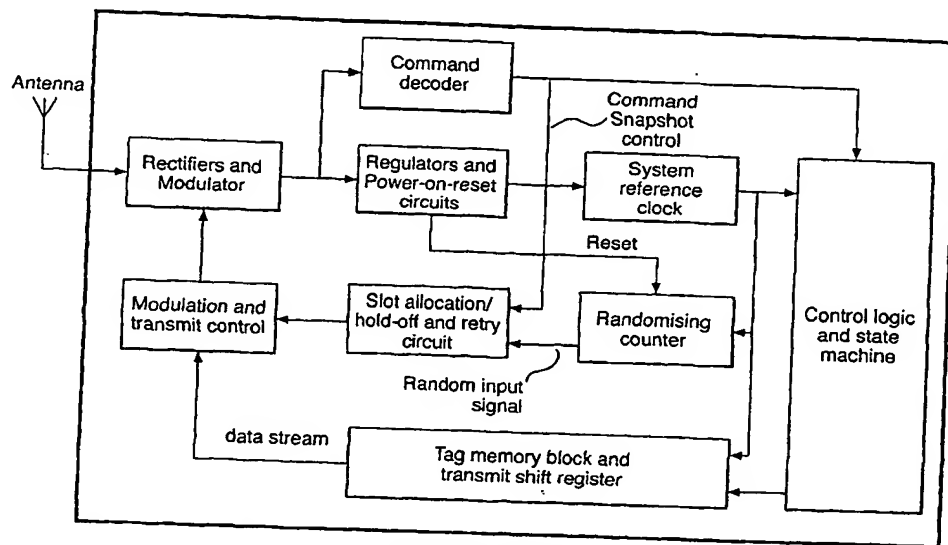 Antenna
Command
decoder
Command
Snapshot
control
Rectifiers and
Modulator
Regulators and
Power-on-reset
circuits
System
reference
clock
Reset
Modulation and
transmit control
Slot allocation/
hold-off and retry
circuit
Randomising
counter
Control logic
and state
machine
Random input
signal
data stream
Tag memory block and
transmit shift register